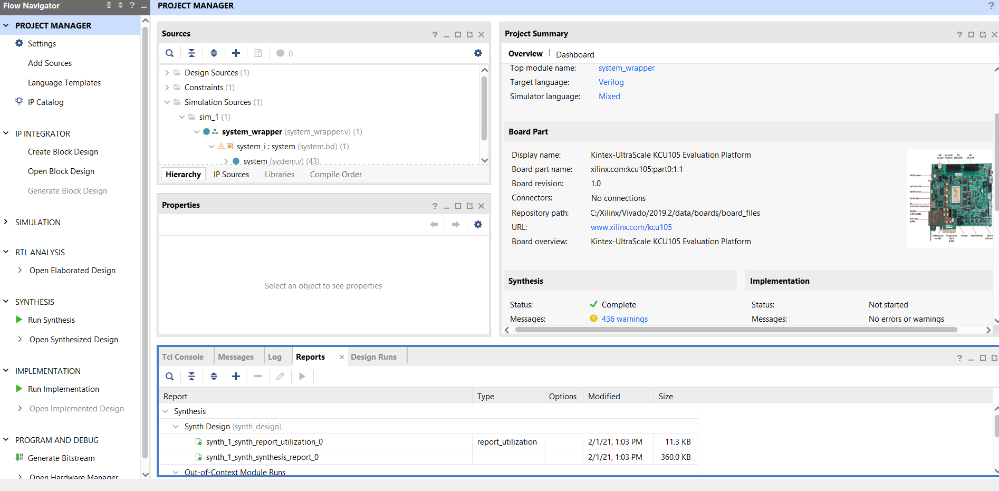 Flow Navigator
?
PROJECT MANAGER
Settings
Add Sources
Language Templates
IP Catalog
IP INTEGRATOR
Create Block Design
Open Block Design
Generate Block Design
SIMULATION
RTL ANALYSIS
Open Elaborated Design
SYNTHESIS
Run Synthesis
Open Synthesized Design
IMPLEMENTATION
Run Implementation
Open Implemented Design
PROGRAM AND DEBUG
Generate Bitstream
Open Hardware Manager
PROJECT MANAGER
?
Sources
?
0
Design Sources (1)
Constraints (1)
Simulation Sources (1)
sim_1 (1)
system_wrapper (system_wrapper.v) (1)
system_i : system (system.bd) (1)
system (system.v) (43)
Hierarchy IP Sources Libraries Compile Order
Properties
?
Select an object to see properties
Project Summary
?
Overview Dashboard
Top module name: system_wrapper
Target language: Verilog
Simulator language: Mixed
Board Part
Display name: Kintex-UltraScale KCU105 Evaluation Platform
Board part name: xilinx.com:kcu105:part0:1.1
Board revision: 1.0
Connectors: No connections
Repository path: C:/Xilinx/Vivado/2019.2/data/boards/board_files
URL: www.xilinx.com/kcu105
Board overview: Kintex-UltraScale KCU105 Evaluation Platform
Synthesis
Status: Complete
Messages: 436 warnings
Implementation
Status: Not started
Messages: No errors or warnings
Tcl Console Messages Log Reports Design Runs
?
Report Type Options Modified Size
Synthesis
Synth Design (synth_design)
synth_1_synth_report_utilization_0 report_utilization 2/1/21, 1:03 PM 11.3 KB
synth_1_synth_synthesis_report_0 2/1/21, 1:03 PM 360.0 KB
Out-of-Context Module Runs